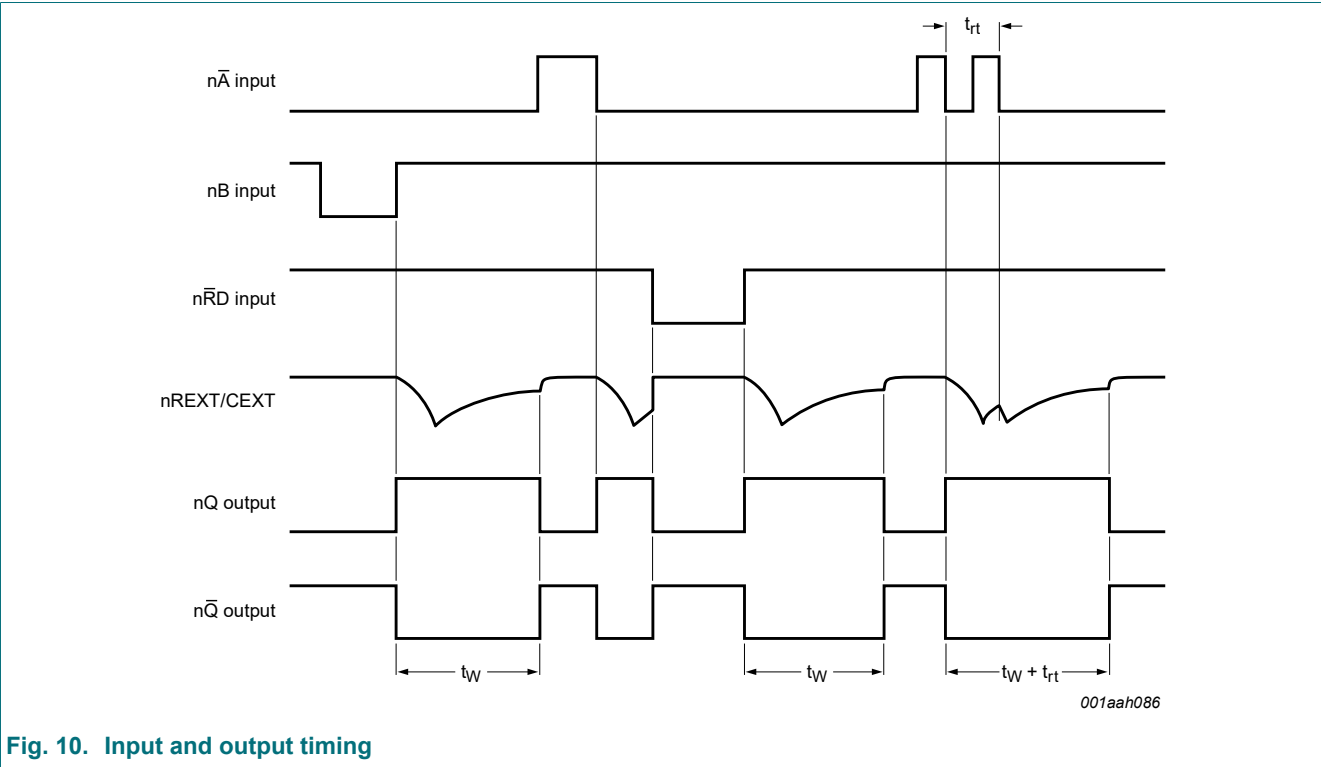 t_rt
nA̅ input
nB input
nR̅D input
nREXT/CEXT
nQ output
nQ̅ output
t_W
t_W
t_W + t_rt
001aah086
Fig. 10. Input and output timing